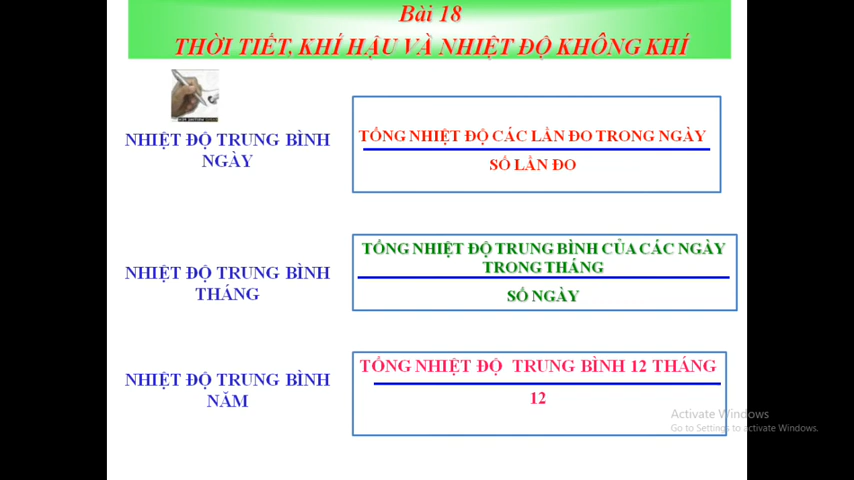 Bài 18
THỜI TIẾT, KHÍ HẬU VÀ NHIỆT ĐỘ KHÔNG KHÍ
NHIỆT ĐỘ TRUNG BÌNH
NGÀY
TỔNG NHIỆT ĐỘ CÁC LẦN ĐO TRONG NGÀY
SỐ LẦN ĐO
NHIỆT ĐỘ TRUNG BÌNH
THÁNG
TỔNG NHIỆT ĐỘ TRUNG BÌNH CỦA CÁC NGÀY
TRONG THÁNG
SỐ NGÀY
NHIỆT ĐỘ TRUNG BÌNH
NĂM
TỔNG NHIỆT ĐỘ TRUNG BÌNH 12 THÁNG
12
Activate Windows
Go to Settings to activate Windows.